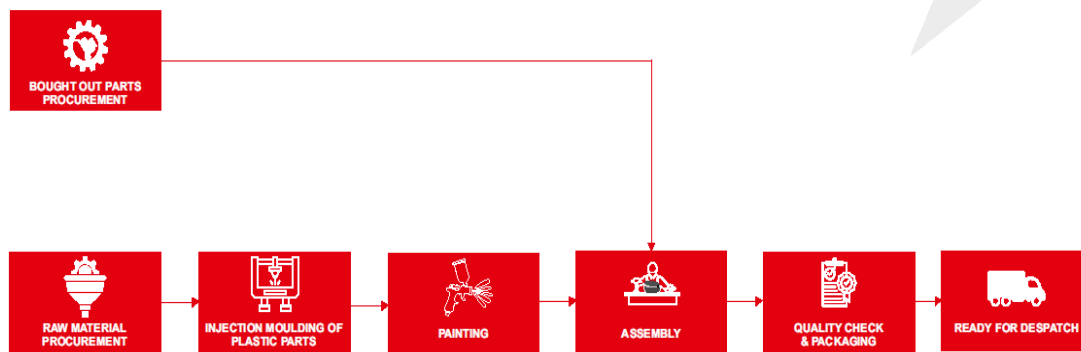 BOUGHT OUT PARTS
PROCUREMENT
RAW MATERIAL
PROCUREMENT
INJECTION MOULDING OF
PLASTIC PARTS
PAINTING
ASSEMBLY
QUALITY CHECK
& PACKAGING
READY FOR DESPATCH